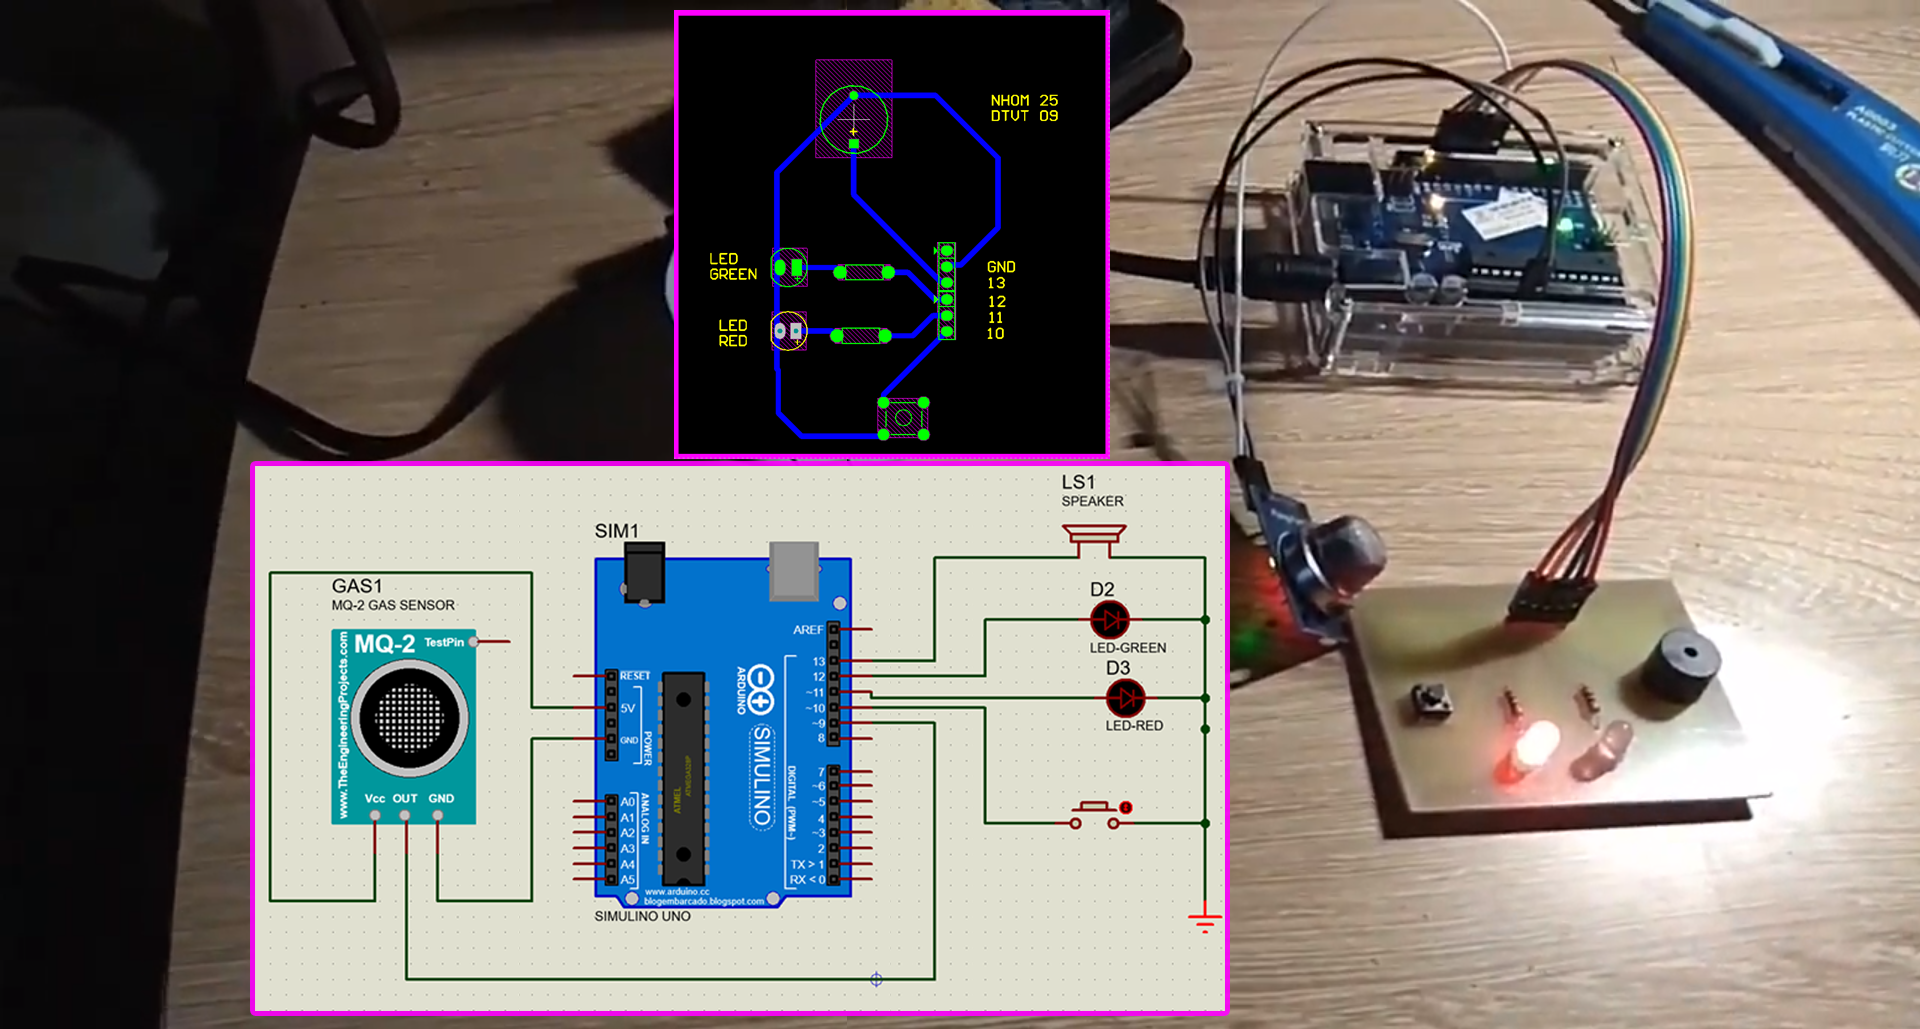 NHOM 25
DTVT 09
LED
GREEN
LED
RED
GND
13
12
11
10
LS1
SPEAKER
SIM1
GAS1
MQ-2 GAS SENSOR
MQ-2
TestPin
www.TheEngineeringProjects.com
Vcc OUT GND
RESET
5V
GND
POWER
A0
A1
A2
A3
A4
A5
ANALOG IN
ATMEL
ATMEGA328P
ARDUINO
SIMULINO
AREF
13
12
~11
~10
~9
8
7
~6
~5
4
~3
2
TX > 1
RX < 0
DIGITAL (PWM~)
www.arduino.cc
blogembarcado.blogspot.com
SIMULINO UNO
D2
LED-GREEN
D3
LED-RED